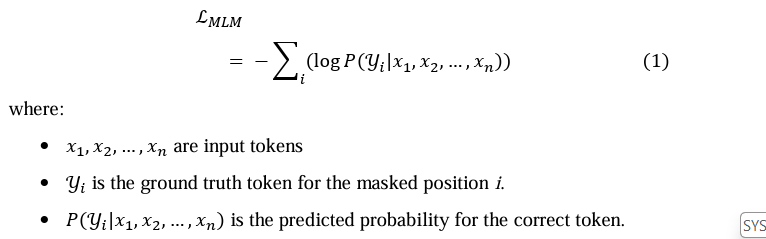 ℒ_MLM
= − ∑_i (log P(𝒴_i|x_1, x_2, …, x_n)) (1)
where:
• x_1, x_2, …, x_n are input tokens
• 𝒴_i is the ground truth token for the masked position i.
• P(𝒴_i|x_1, x_2, …, x_n) is the predicted probability for the correct token.
SYS